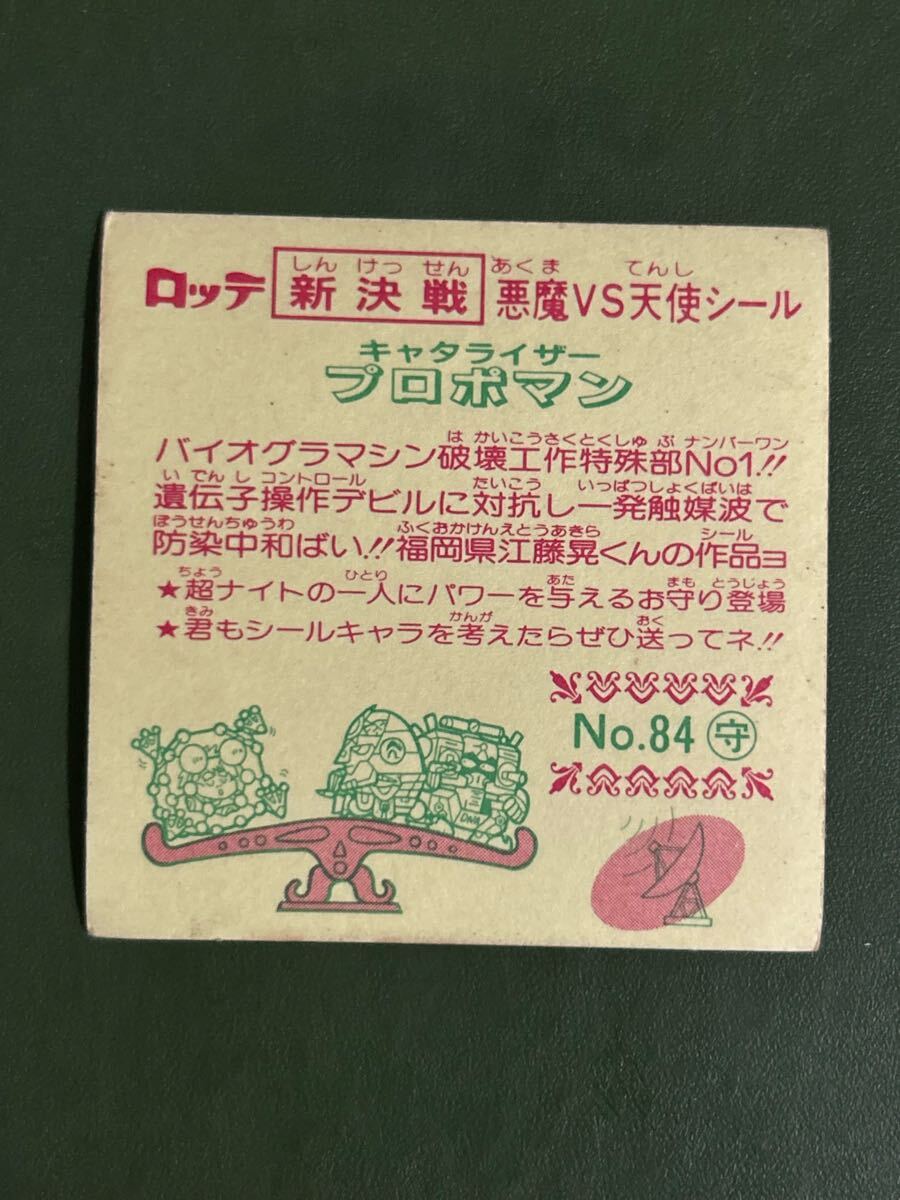 しんけっせん あくま てんし
ロッテ 新決戦 悪魔VS天使シール
キャタライザー
プロポマン
は かいこうさくとくしゅ ぶ ナンバーワン
バイオグラマシン破壊工作特殊部No1.!!
い でん し コントロール たいこう いっぱつしょくばいは
遺伝子操作デビルに対抗し一発触媒波で
ぼうせんちゅうわ ふくおかけんえとうあきら シール
防染中和ばい!!福岡県江藤晃くんの作品ョ
ちょう ひとり あた まも とうじょう
★超ナイトの一人にパワーを与えるお守り登場
きみ かんが おく
★君もシールキャラを考えたらぜひ送ってネ!!
No.84 守
DNA